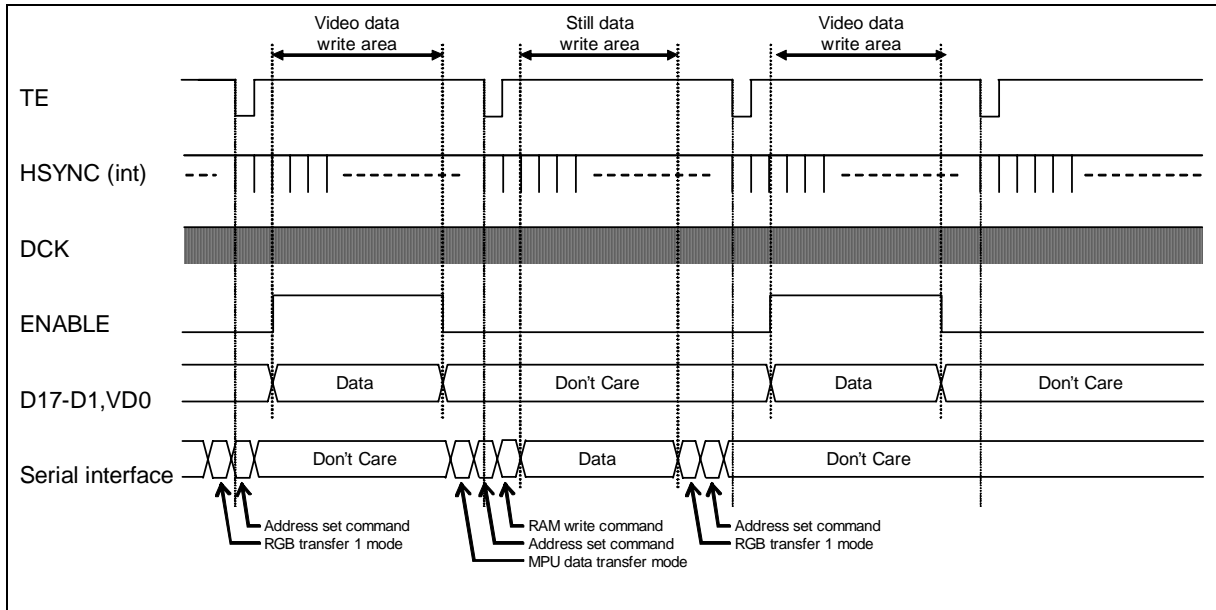 Video data
write area
Still data
write area
Video data
write area
TE
HSYNC (int)
DCK
ENABLE
D17-D1,VD0
Data
Don't Care
Data
Don't Care
Serial interface
Don't Care
Data
Don't Care
Address set command
RGB transfer 1 mode
RAM write command
Address set command
MPU data transfer mode
Address set command
RGB transfer 1 mode